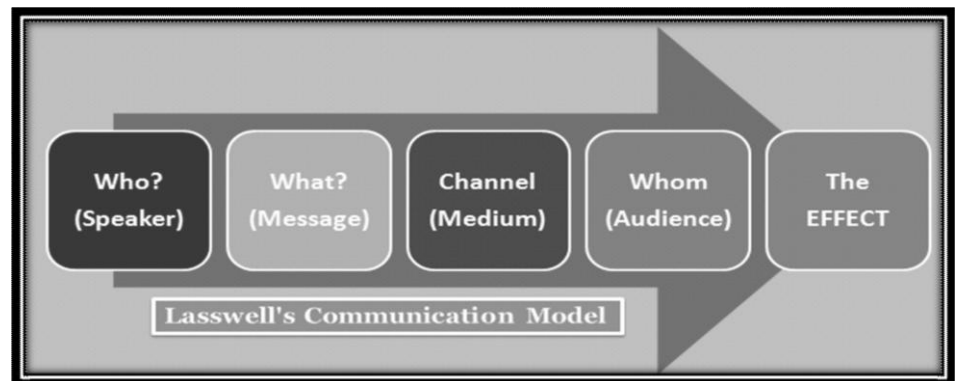 Who?
(Speaker)
What?
(Message)
Channel
(Medium)
Whom
(Audience)
The
EFFECT
Lasswell's Communication Model